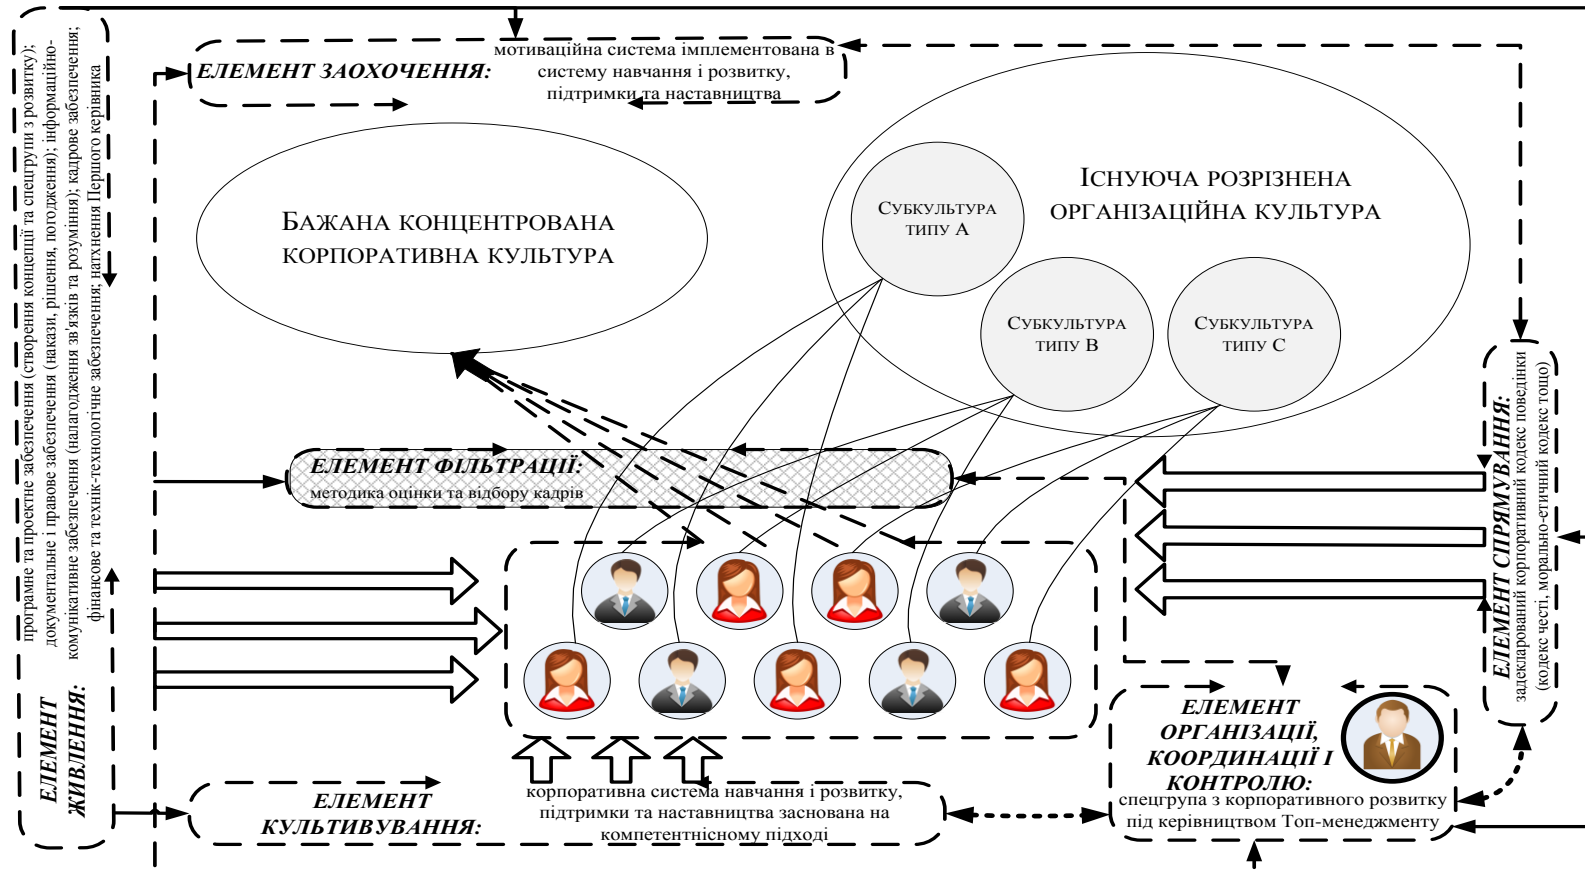 ЕЛЕМЕНТ ЗАОХОЧЕННЯ:
мотиваційна система імплементована в
систему навчання і розвитку,
підтримки та наставництва
програмне та проектне забезпечення (створення концепції та спецгрупи з розвитку);
документальне і правове забезпечення (накази, рішення, погодження); інформаційно-
комунікативне забезпечення (налагодження зв'язків та розуміння); кадрове забезпечення;
фінансове та технік-технологічне забезпечення; натхнення Першого керівника
ЕЛЕМЕНТ
ЖИВЛЕННЯ:
БАЖАНА КОНЦЕНТРОВАНА
КОРПОРАТИВНА КУЛЬТУРА
ІСНУЮЧА РОЗРІЗНЕНА
ОРГАНІЗАЦІЙНА КУЛЬТУРА
СУБКУЛЬТУРА
ТИПУ А
СУБКУЛЬТУРА
ТИПУ В
СУБКУЛЬТУРА
ТИПУ С
ЕЛЕМЕНТ ФІЛЬТРАЦІЇ:
методика оцінки та відбору кадрів
ЕЛЕМЕНТ СПРЯМУВАННЯ:
задекларований корпоративний кодекс поведінки
(кодекс честі, морально-етичний кодекс тощо)
ЕЛЕМЕНТ
ОРГАНІЗАЦІЇ,
КООРДИНАЦІЇ І
КОНТРОЛЮ:
спецгрупа з корпоративного розвитку
під керівництвом Топ-менеджменту
ЕЛЕМЕНТ
КУЛЬТИВУВАННЯ:
корпоративна система навчання і розвитку,
підтримки та наставництва заснована на
компетентнісному підході